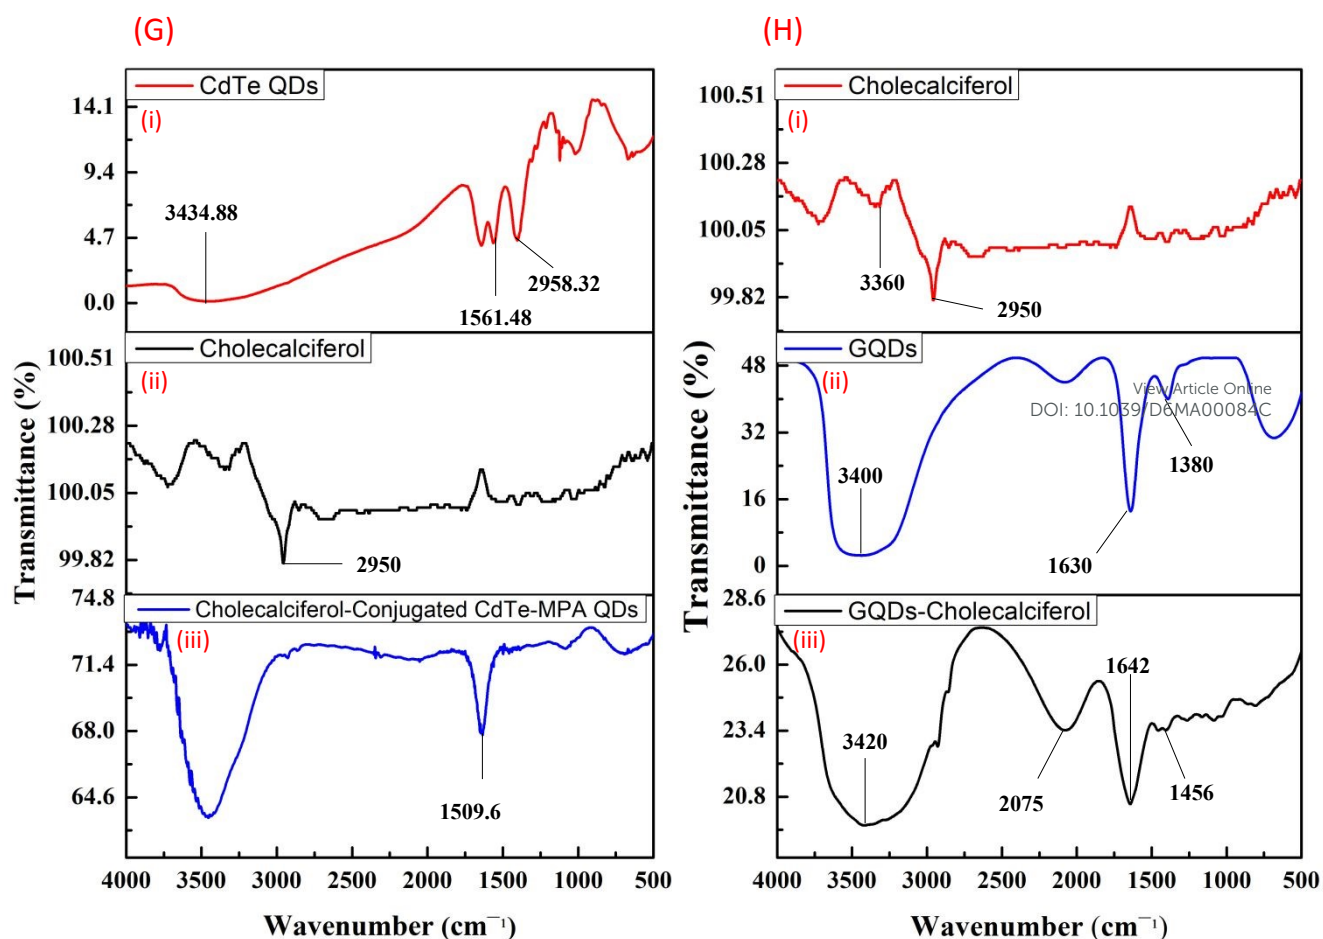 (G)
CdTe QDs
(i)
14.1
9.4
4.7
0.0
3434.88
1561.48
2958.32
Cholecalciferol
(ii)
100.51
100.28
100.05
99.82
2950
Cholecalciferol-Conjugated CdTe-MPA QDs
(iii)
74.8
71.4
68.0
64.6
1509.6
Transmittance (%)
4000 3500 3000 2500 2000 1500 1000 500
Wavenumber (cm⁻¹)
(H)
Cholecalciferol
(i)
100.51
100.28
100.05
99.82
3360
2950
GQDs
(ii)
48
32
16
0
3400
1630
1380
View Article Online
DOI: 10.1039/D6MA00084C
GQDs-Cholecalciferol
(iii)
28.6
26.0
23.4
20.8
3420
2075
1642
1456
Transmittance (%)
4000 3500 3000 2500 2000 1500 1000 500
Wavenumber (cm⁻¹)